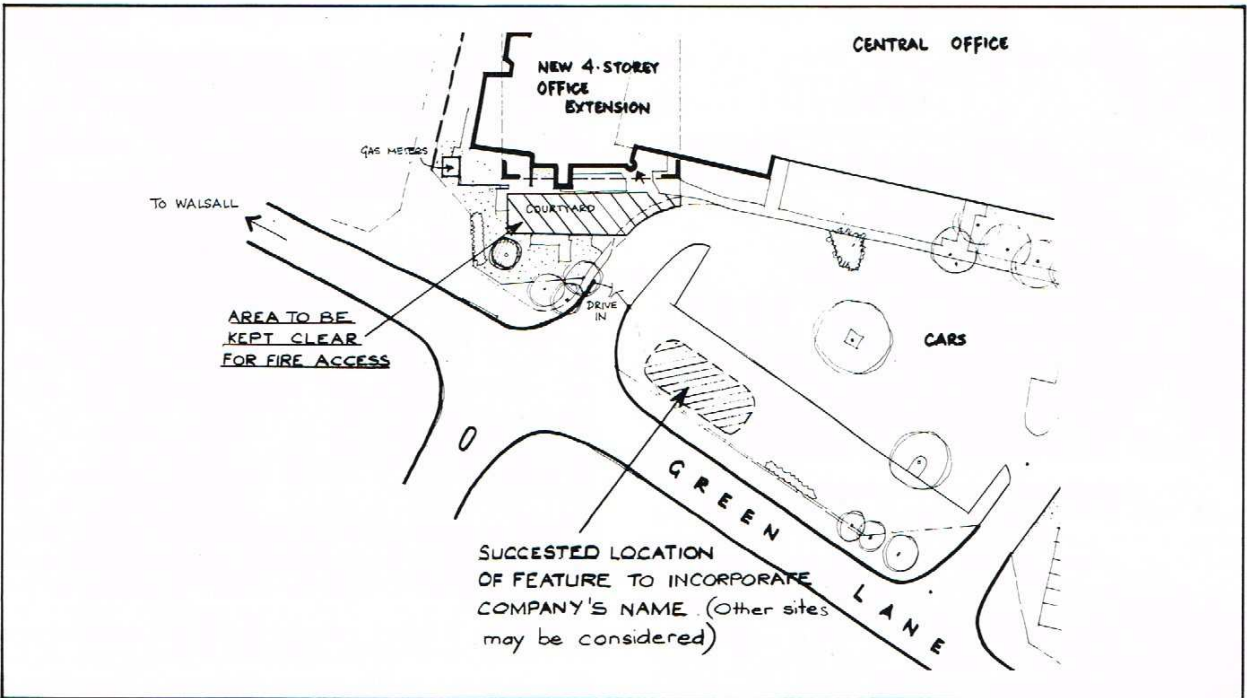 CENTRAL OFFICE
NEW 4·STOREY
OFFICE
EXTENSION
GAS METERS
TO WALSALL
COURTYARD
DRIVE
IN
AREA TO BE
KEPT CLEAR
FOR FIRE ACCESS
CARS
GREEN LANE
SUCCESTED LOCATION
OF FEATURE TO INCORPORATE
COMPANY'S NAME. (Other sites
may be considered)